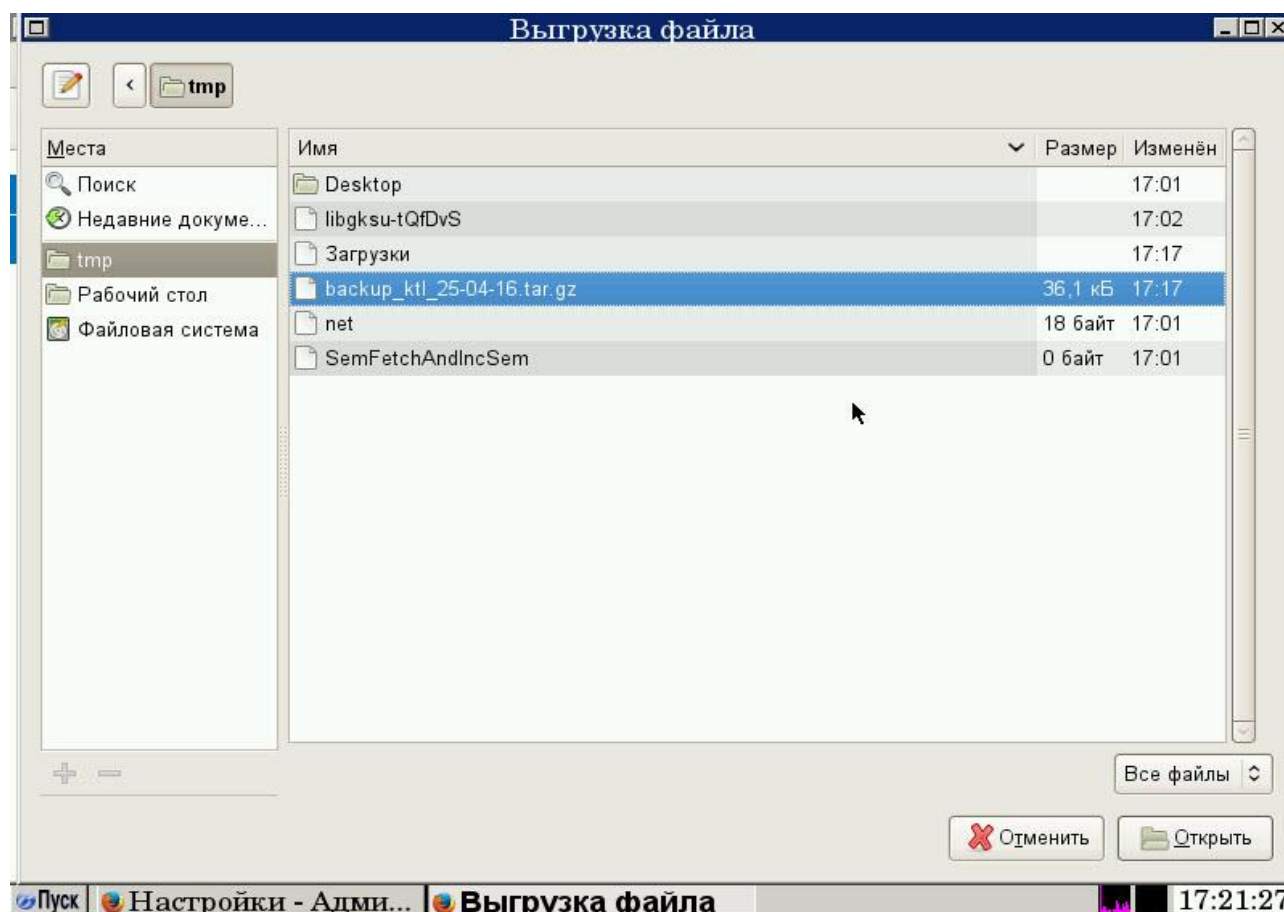 Выгрузка файла
tmp
Места
Имя Размер Изменён
Поиск
Desktop 17:01
Недавние докуме...
libgksu-tQfDvS 17:02
tmp
Загрузки 17:17
Рабочий стол
backup_ktl_25-04-16.tar.gz 36,1 кБ 17:17
Файловая система
net 18 байт 17:01
SemFetchAndIncSem 0 байт 17:01
Все файлы
Отменить Открыть
Пуск Настройки - Адми... Выгрузка файла 17:21:27